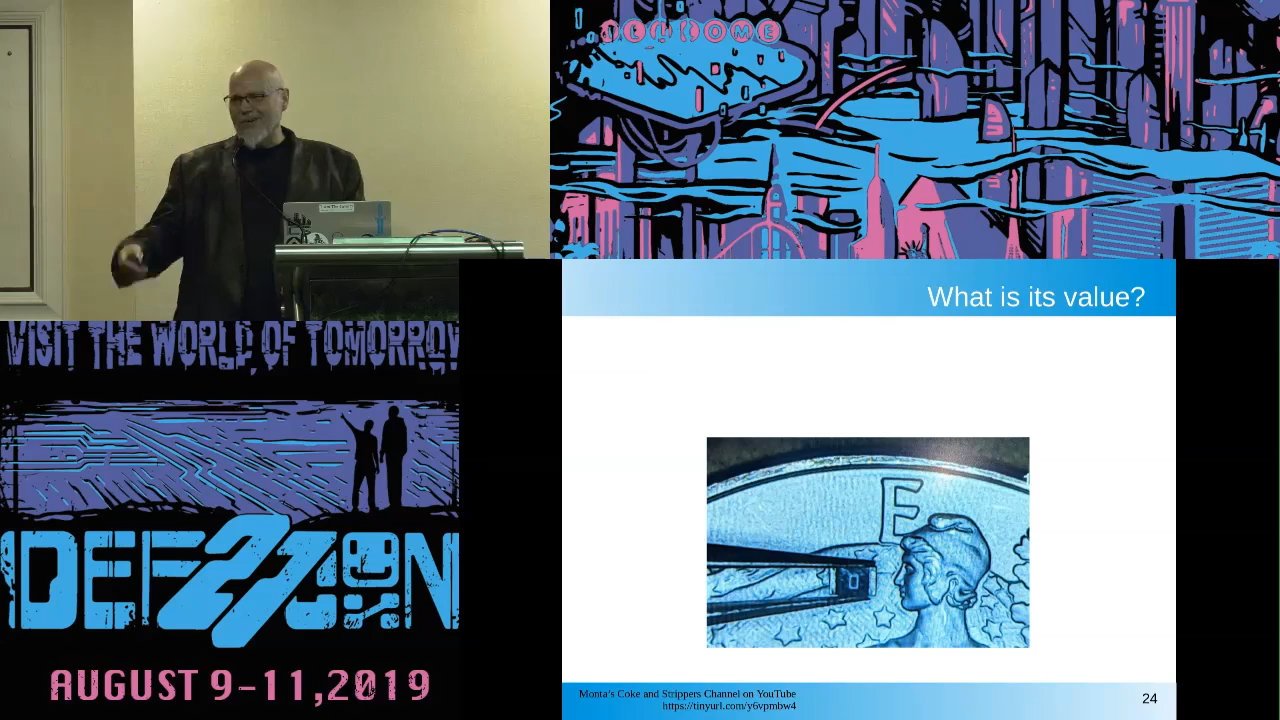 WELCOME
What is its value?
E
VISIT THE WORLD OF TOMORROW
DEF CON
27
AUGUST 9-11,2019
Monta's Coke and Strippers Channel on YouTube
https://tinyurl.com/y6vpmbw4
24